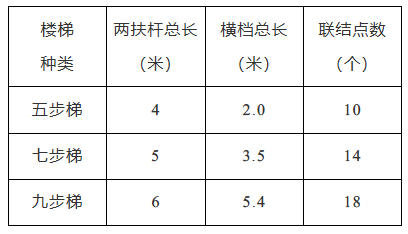 楼梯 两扶杆总长 横档总长 联结点数
种类 （米） （米） （个）
五步梯 4 2.0 10
七步梯 5 3.5 14
九步梯 6 5.4 18